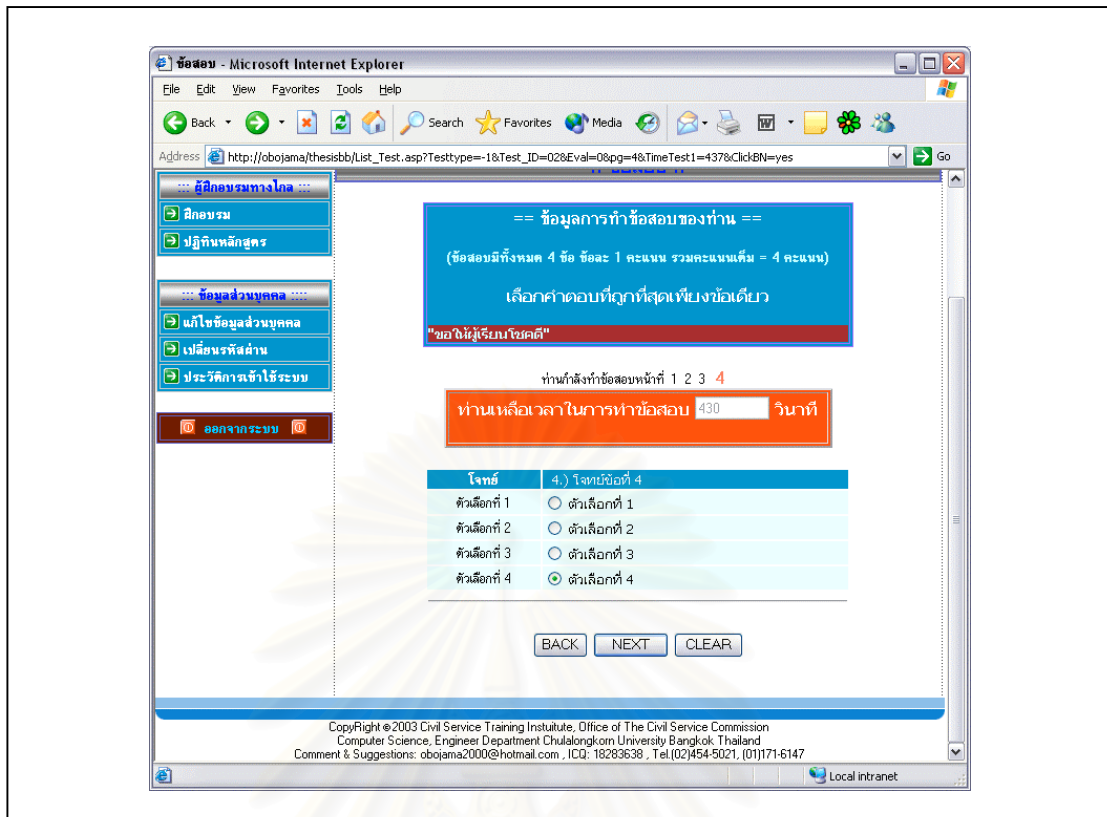 ข้อสอบ - Microsoft Internet Explorer
File Edit View Favorites Tools Help
Back Search Favorites Media
Address http://obojama/thesisbb/List_Test.asp?Testtype=-1&Test_ID=02&Eval=0&pg=4&TimeTest1=437&ClickBN=yes Go
::: ผู้ฝึกอบรมทางไกล :::
ฝึกอบรม
ปฏิทินหลักสูตร
::: ข้อมูลส่วนบุคคล ::::
แก้ไขข้อมูลส่วนบุคคล
เปลี่ยนรหัสผ่าน
ประวัติการเข้าใช้ระบบ
ออกจากระบบ
== ข้อมูลการทำข้อสอบของท่าน ==
(ข้อสอบมีทั้งหมด 4 ข้อ ข้อละ 1 คะแนน รวมคะแนนเต็ม = 4 คะแนน)
เลือกคำตอบที่ถูกที่สุดเพียงข้อเดียว
"ขอให้ผู้เรียนโชคดี"
ท่านกำลังทำข้อสอบหน้าที่ 1 2 3 4
ท่านเหลือเวลาในการทำข้อสอบ 430 วินาที
โจทย์ 4.) โจทย์ข้อที่ 4
ตัวเลือกที่ 1 ตัวเลือกที่ 1
ตัวเลือกที่ 2 ตัวเลือกที่ 2
ตัวเลือกที่ 3 ตัวเลือกที่ 3
ตัวเลือกที่ 4 ตัวเลือกที่ 4
BACK NEXT CLEAR
CopyRight @2003 Civil Service Training Instuitute, Office of The Civil Service Commission
Computer Science, Engineer Department Chulalongkorn University Bangkok Thailand
Comment & Suggestions: obojama2000@hotmail.com , ICQ: 18283638 , Tel.(02)454-5021, (01)171-6147
Local intranet